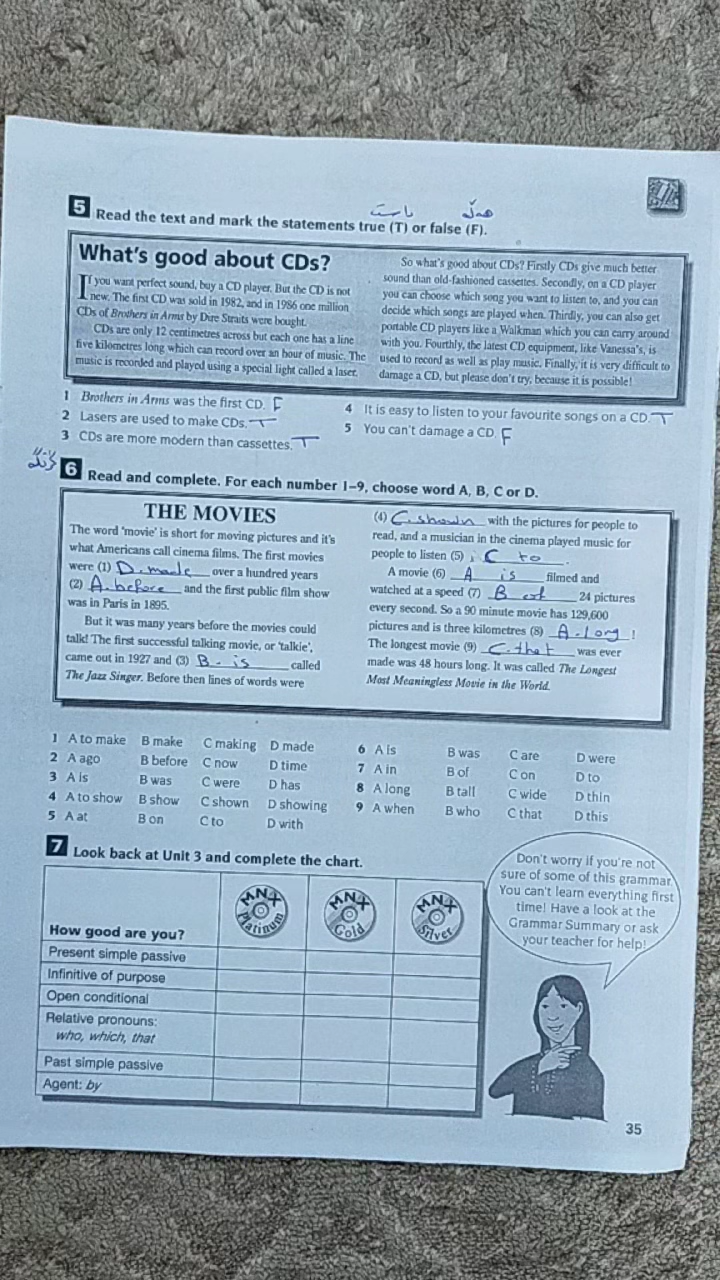 راست هەڵە
5 Read the text and mark the statements true (T) or false (F).
What's good about CDs?
If you want perfect sound, buy a CD player. But the CD is not
new. The first CD was sold in 1982, and in 1986 one million
CDs of Brothers in Arms by Dire Straits were bought.
CDs are only 12 centimetres across but each one has a line
five kilometres long which can record over an hour of music. The
music is recorded and played using a special light called a laser.
So what's good about CDs? Firstly CDs give much better
sound than old-fashioned cassettes. Secondly, on a CD player
you can choose which song you want to listen to, and you can
decide which songs are played when. Thirdly, you can also get
portable CD players like a Walkman which you can carry around
with you. Fourthly, the latest CD equipment, like Vanessa's, is
used to record as well as play music. Finally, it is very difficult to
damage a CD, but please don't try, because it is possible!
1 Brothers in Arms was the first CD. F
2 Lasers are used to make CDs. T
3 CDs are more modern than cassettes. T
4 It is easy to listen to your favourite songs on a CD. T
5 You can't damage a CD. F
6 Read and complete. For each number 1–9, choose word A, B, C or D.
THE MOVIES
The word 'movie' is short for moving pictures and it's
what Americans call cinema films. The first movies
were (1) D. made over a hundred years
(2) A. before and the first public film show
was in Paris in 1895.
But it was many years before the movies could
talk! The first successful talking movie, or 'talkie',
came out in 1927 and (3) B. is called
The Jazz Singer. Before then lines of words were
(4) C. shown with the pictures for people to
read, and a musician in the cinema played music for
people to listen (5) C to .
A movie (6) A is filmed and
watched at a speed (7) B 24 pictures
every second. So a 90 minute movie has 129,600
pictures and is three kilometres (8) A. long !
The longest movie (9) C. that was ever
made was 48 hours long. It was called The Longest
Most Meaningless Movie in the World.
1 A to make B make C making D made
2 A ago B before C now D time
3 A is B was C were D has
4 A to show B show C shown D showing
5 A at B on C to D with
6 A is B was C are D were
7 A in B of C on D to
8 A long B tall C wide D thin
9 A when B who C that D this
7 Look back at Unit 3 and complete the chart.
How good are you?
MNX Platinum
MNX Gold
MNX Silver
Present simple passive
Infinitive of purpose
Open conditional
Relative pronouns:
who, which, that
Past simple passive
Agent: by
Don't worry if you're not
sure of some of this grammar.
You can't learn everything first
time! Have a look at the
Grammar Summary or ask
your teacher for help!
35